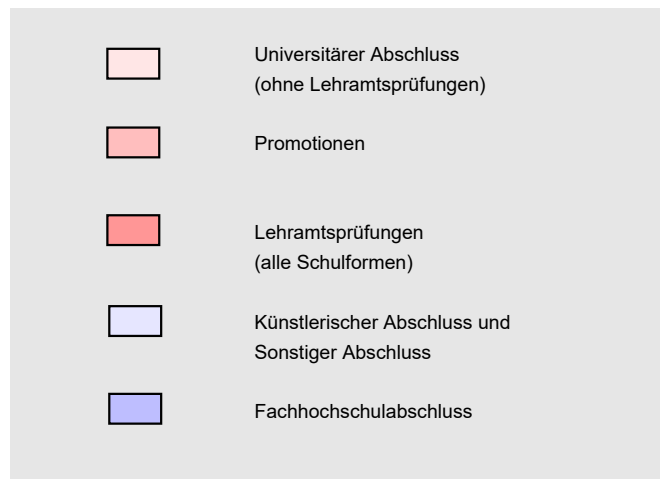 Universitärer Abschluss
(ohne Lehramtsprüfungen)
Promotionen
Lehramtsprüfungen
(alle Schulformen)
Künstlerischer Abschluss und
Sonstiger Abschluss
Fachhochschulabschluss